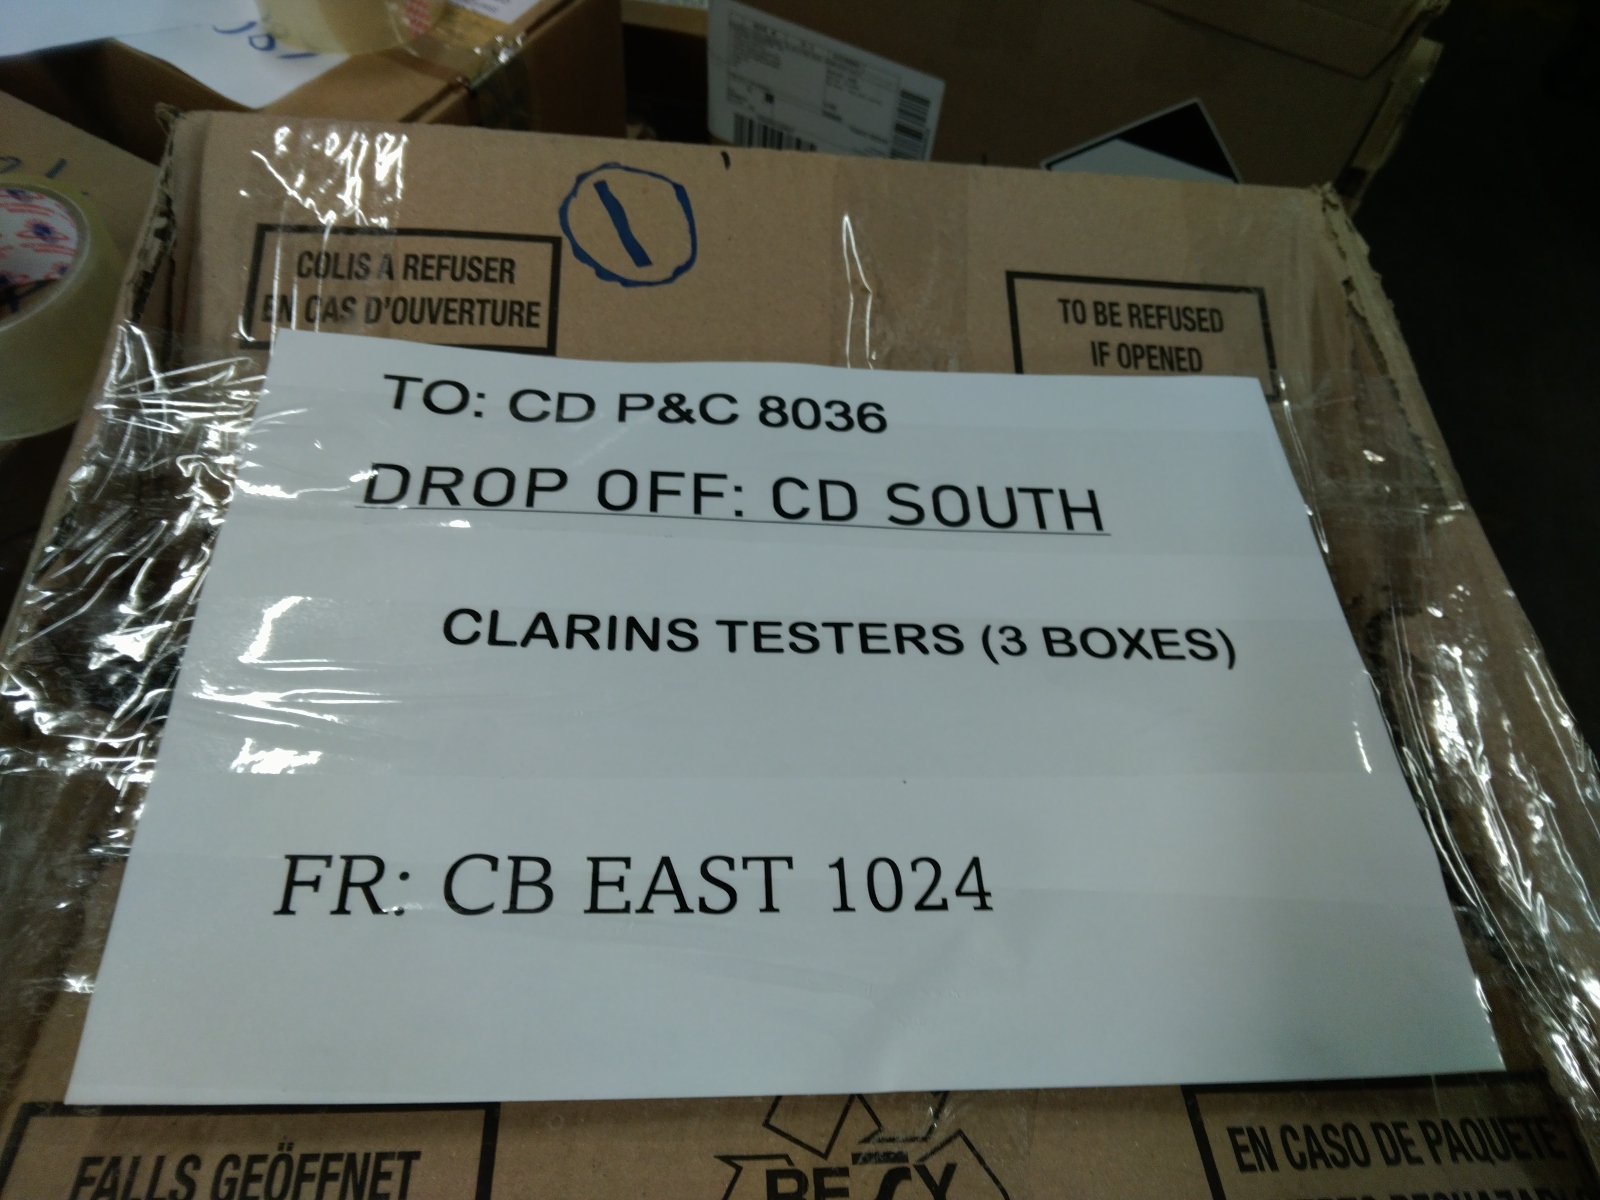 1
COLIS A REFUSER
EN CAS D'OUVERTURE
TO BE REFUSED
IF OPENED
TO: CD P&C 8036
DROP OFF: CD SOUTH
CLARINS TESTERS (3 BOXES)
FR: CB EAST 1024
FALLS GEÖFFNET
EN CASO DE PAQUETE